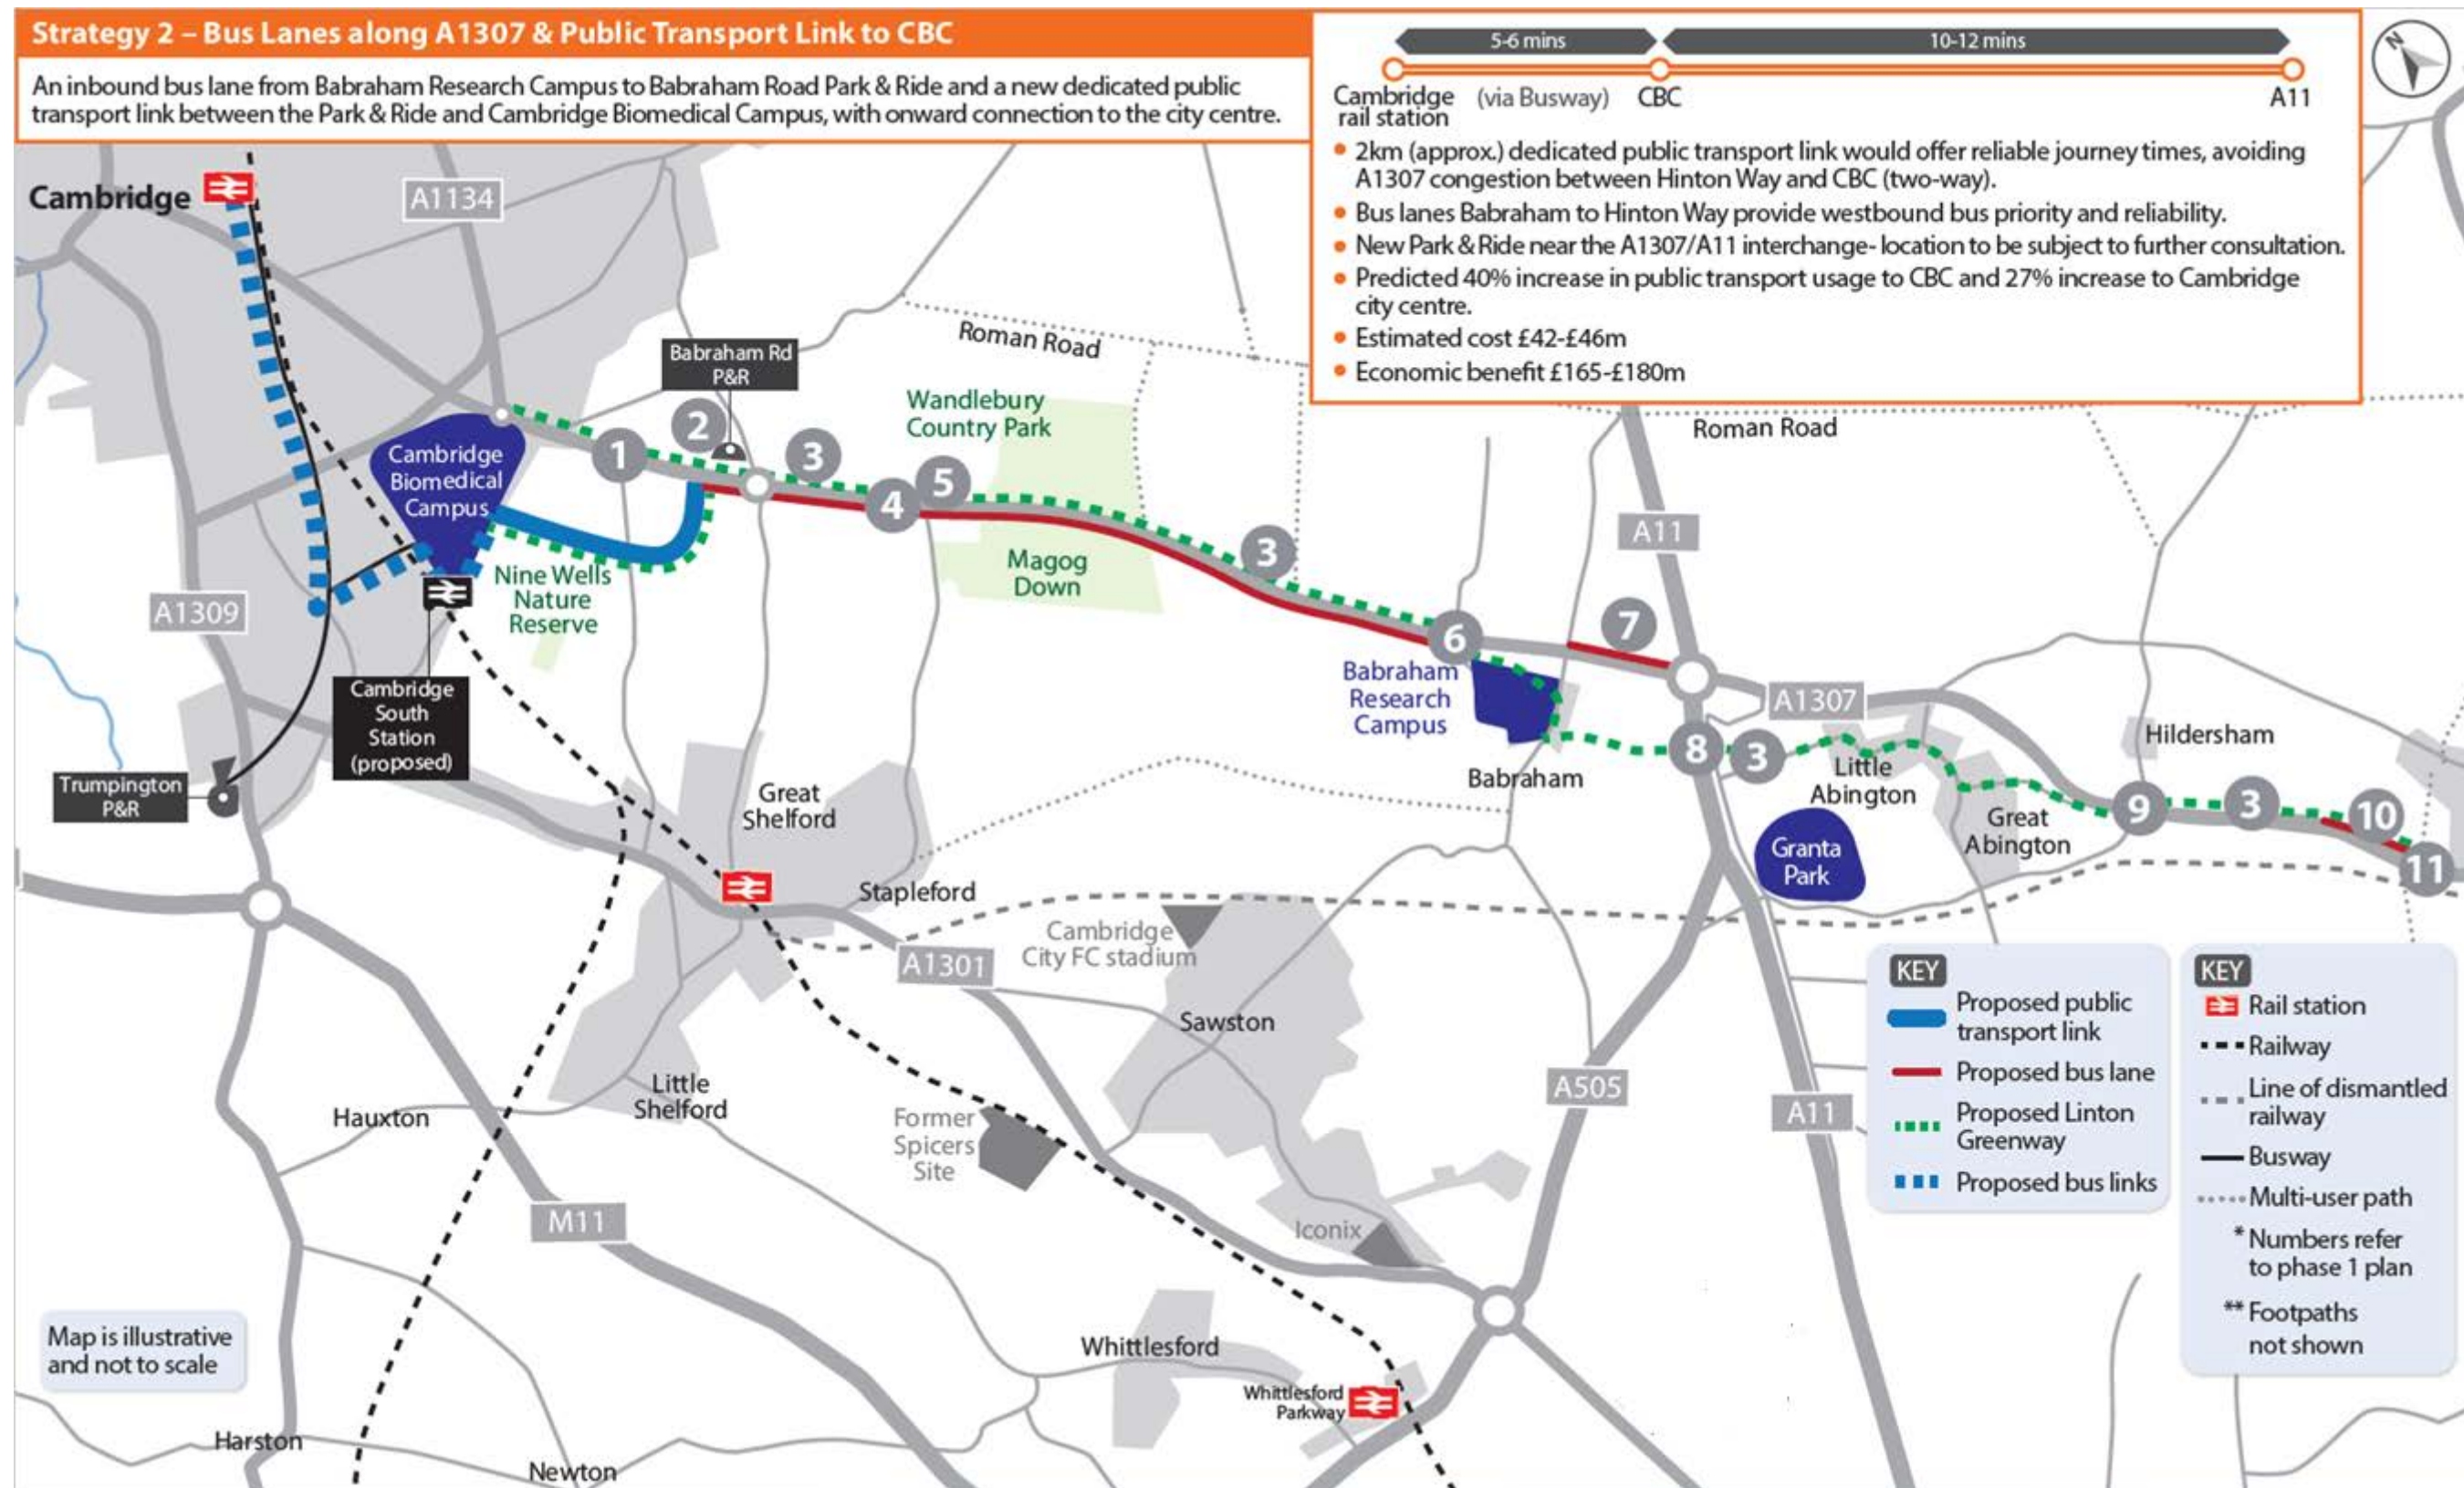 Strategy 2 – Bus Lanes along A1307 & Public Transport Link to CBC
An inbound bus lane from Babraham Research Campus to Babraham Road Park & Ride and a new dedicated public
transport link between the Park & Ride and Cambridge Biomedical Campus, with onward connection to the city centre.
5-6 mins
10-12 mins
Cambridge
rail station
(via Busway)
CBC
A11
• 2km (approx.) dedicated public transport link would offer reliable journey times, avoiding
A1307 congestion between Hinton Way and CBC (two-way).
• Bus lanes Babraham to Hinton Way provide westbound bus priority and reliability.
• New Park & Ride near the A1307/A11 interchange- location to be subject to further consultation.
• Predicted 40% increase in public transport usage to CBC and 27% increase to Cambridge
city centre.
• Estimated cost £42-£46m
• Economic benefit £165-£180m
N
Cambridge
A1134
Babraham Rd
P&R
Roman Road
Wandlebury
Country Park
Roman Road
1
2
3
4
5
Cambridge
Biomedical
Campus
A11
3
Magog
Down
Nine Wells
Nature
Reserve
A1309
6
7
Babraham
Research
Campus
A1307
Cambridge
South
Station
(proposed)
Hildersham
8
3
Babraham
Little
Abington
Trumpington
P&R
Great
Shelford
9
3
10
11
Great
Abington
Granta
Park
Stapleford
Cambridge
City FC stadium
A1301
Sawston
A505
A11
Little
Shelford
Hauxton
Former
Spicers
Site
M11
Iconix
Whittlesford
Whittlesford
Parkway
Map is illustrative
and not to scale
Harston
Newton
KEY
Proposed public
transport link
Proposed bus lane
Proposed Linton
Greenway
Proposed bus links
KEY
Rail station
Railway
Line of dismantled
railway
Busway
Multi-user path
* Numbers refer
to phase 1 plan
** Footpaths
not shown